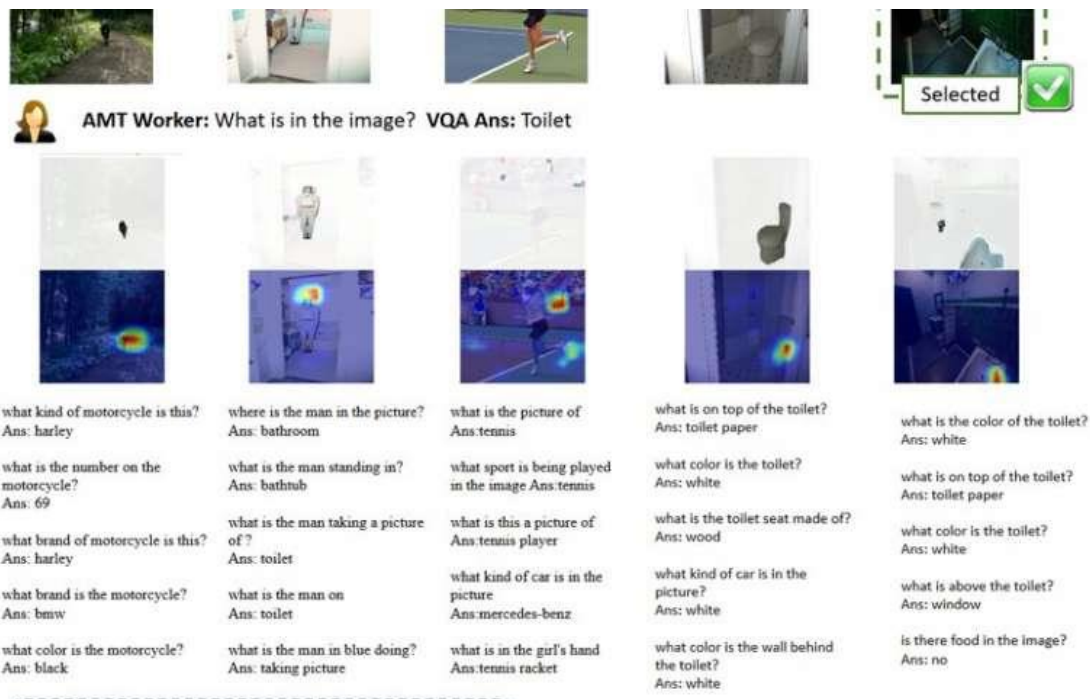 Selected
AMT Worker: What is in the image? VQA Ans: Toilet
what kind of motorcycle is this?
Ans: harley
what is the number on the
motorcycle?
Ans: 69
what brand of motorcycle is this?
Ans: harley
what brand is the motorcycle?
Ans: bmw
what color is the motorcycle?
Ans: black
where is the man in the picture?
Ans: bathroom
what is the man standing in?
Ans: bathtub
what is the man taking a picture
of ?
Ans: toilet
what is the man on
Ans: toilet
what is the man in blue doing?
Ans: taking picture
what is the picture of
Ans:tennis
what sport is being played
in the image Ans:tennis
what is this a picture of
Ans:tennis player
what kind of car is in the
picture
Ans:mercedes-benz
what is in the girl's hand
Ans:tennis racket
what is on top of the toilet?
Ans: toilet paper
what color is the toilet?
Ans: white
what is the toilet seat made of?
Ans: wood
what kind of car is in the
picture?
Ans: white
what color is the wall behind
the toilet?
Ans: white
what is the color of the toilet?
Ans: white
what is on top of the toilet?
Ans: toilet paper
what color is the toilet?
Ans: white
what is above the toilet?
Ans: window
is there food in the image?
Ans: no